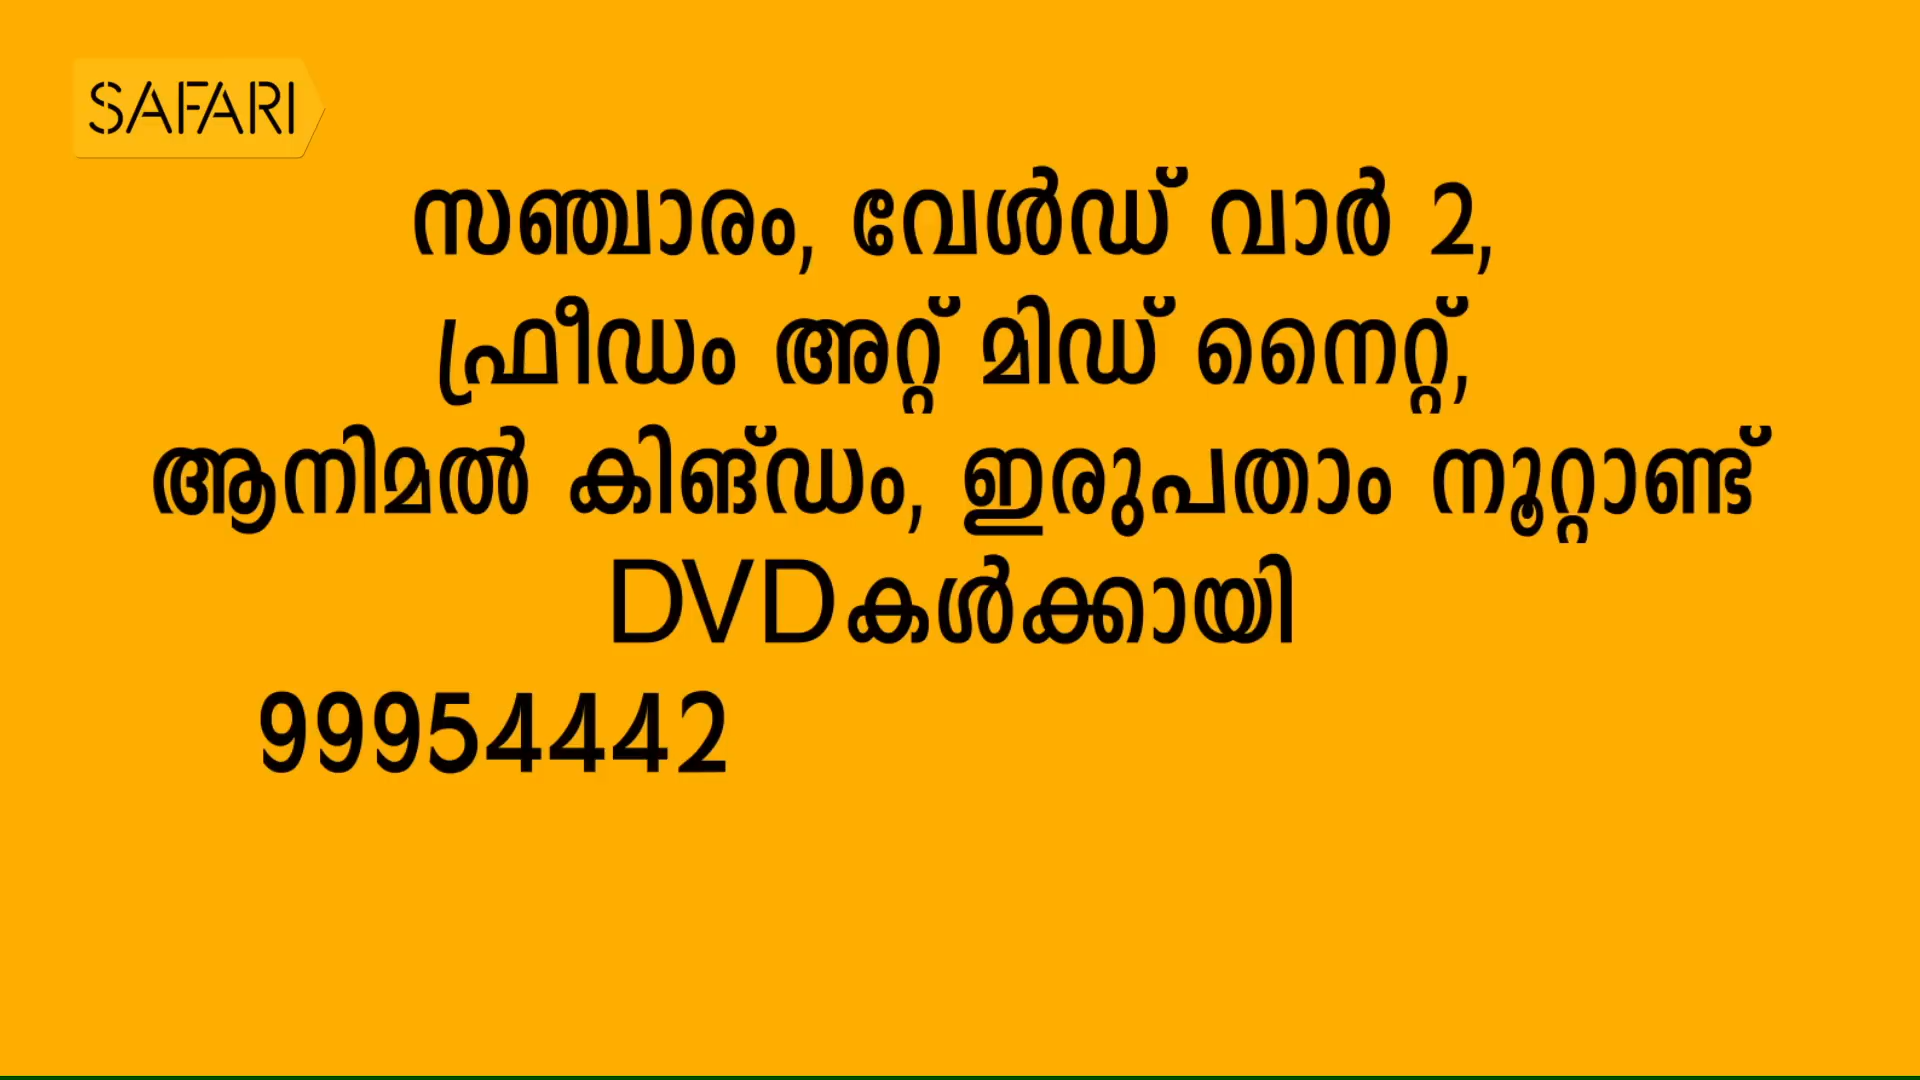 SAFARI
സഞ്ചാരം, വേൾഡ് വാർ 2,
ഫ്രീഡം അറ്റ് മിഡ് നൈറ്റ്,
ആനിമൽ കിങ്ഡം, ഇരുപതാം നൂറ്റാണ്ട്
DVDകൾക്കായി
99954442